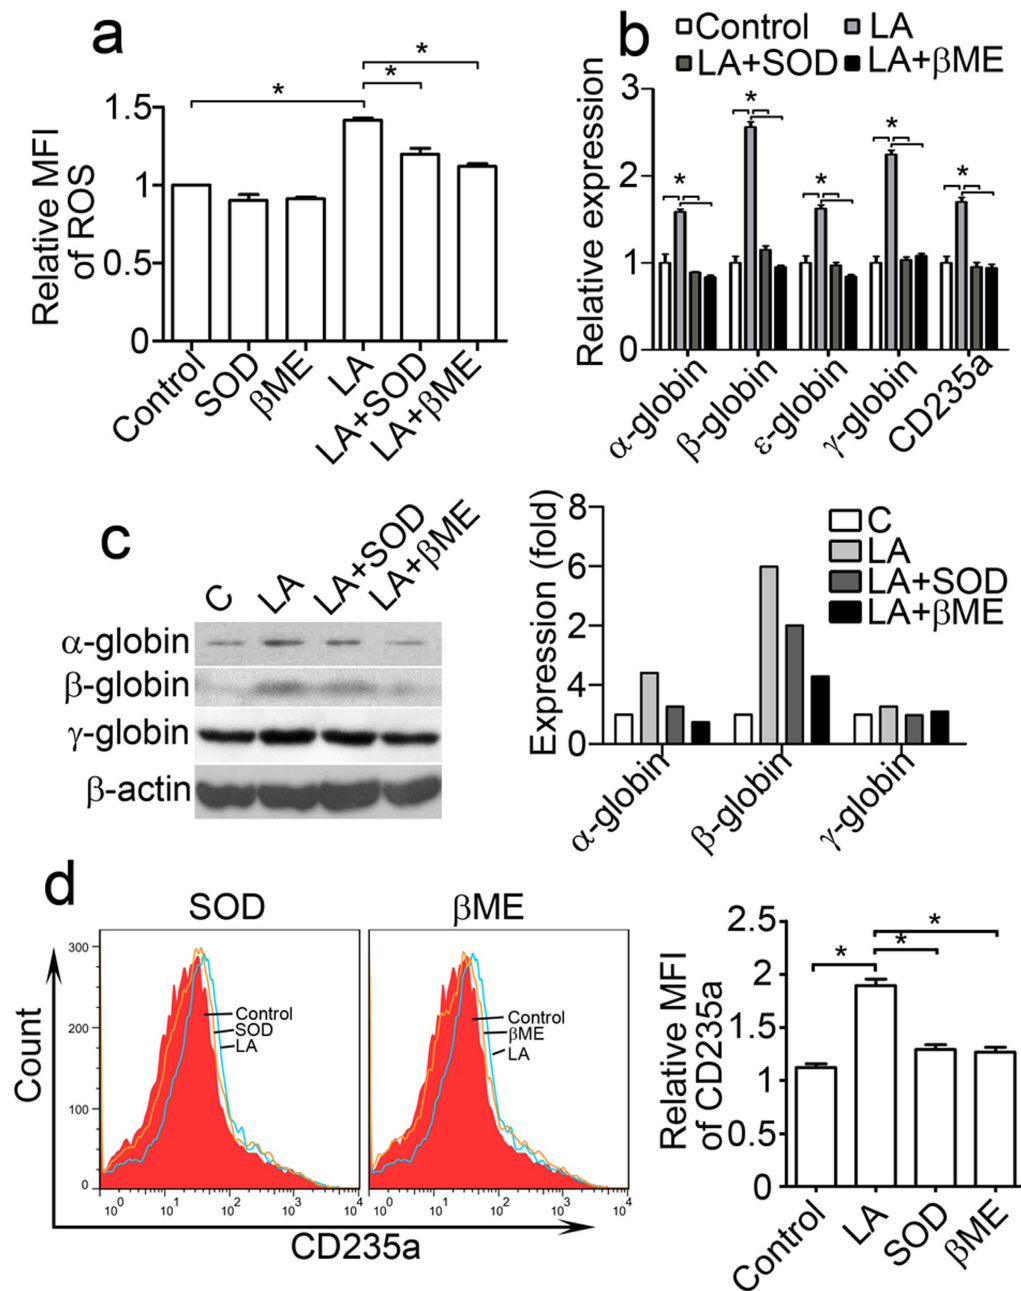 a
Relative MFI
of ROS
1.5
1
0.5
0
* * *
Control
SOD
βME
LA
LA+SOD
LA+βME
b
Control LA
LA+SOD LA+βME
Relative expression
3
2
1
0
* * * * *
α-globin
β-globin
ε-globin
γ-globin
CD235a
c
C
LA
LA+SOD
LA+βME
α-globin
β-globin
γ-globin
β-actin
Expression (fold)
8
6
2
4
0
C
LA
LA+SOD
LA+βME
α-globin
β-globin
γ-globin
d
SOD
Count
300
200
100
0
Control
SOD
LA
10⁰ 10¹ 10² 10³ 10⁴
βME
Control
βME
LA
10⁰ 10¹ 10² 10³ 10⁴
CD235a
Relative MFI
of CD235a
2.5
2
1.5
1
0.5
0
* * *
Control
LA
SOD
βME